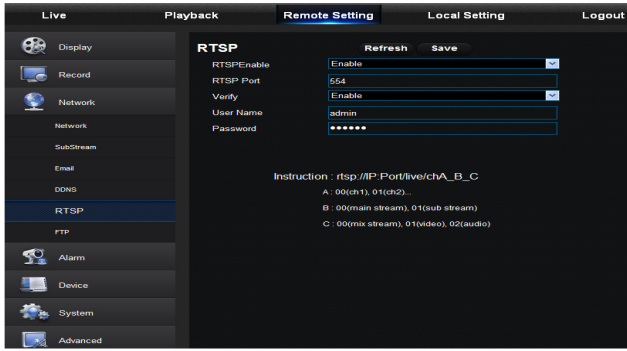 Live Playback Remote Setting Local Setting Logout
Display
Record
Network
Network
SubStream
Email
DDNS
RTSP
FTP
Alarm
Device
System
Advanced
RTSP Refresh Save
RTSPEnable Enable
RTSP Port 554
Verify Enable
User Name admin
Password ••••••
Instruction : rtsp://IP:Port/live/chA_B_C
A : 00(ch1), 01(ch2)...
B : 00(main stream), 01(sub stream)
C : 00(mix stream), 01(video), 02(audio)